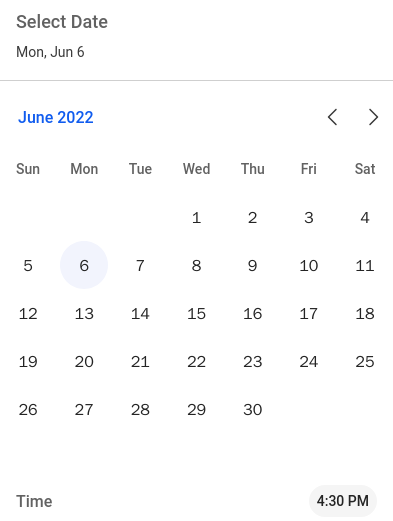 Select Date
Mon, Jun 6
June 2022
Sun Mon Tue Wed Thu Fri Sat
1 2 3 4
5 6 7 8 9 10 11
12 13 14 15 16 17 18
19 20 21 22 23 24 25
26 27 28 29 30
Time 4:30 PM